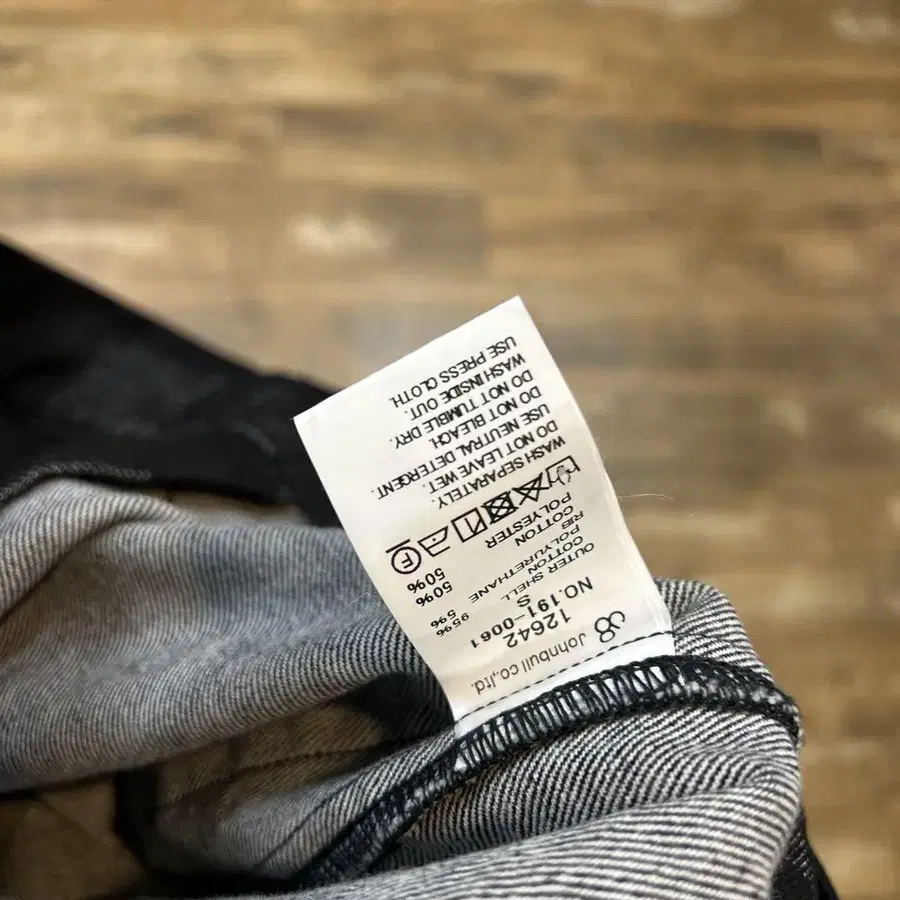 Johnbull co.,ltd.
12642
NO.191-0061
S
OUTER SHELL
COTTON 95%
POLYURETHANE 5%
RIB
COTTON 50%
POLYESTER 50%
F
WASH SEPARATELY.
DO NOT LEAVE WET.
USE NEUTRAL DETERGENT.
DO NOT BLEACH.
DO NOT TUMBLE DRY.
WASH INSIDE OUT.
USE PRESS CLOTH.